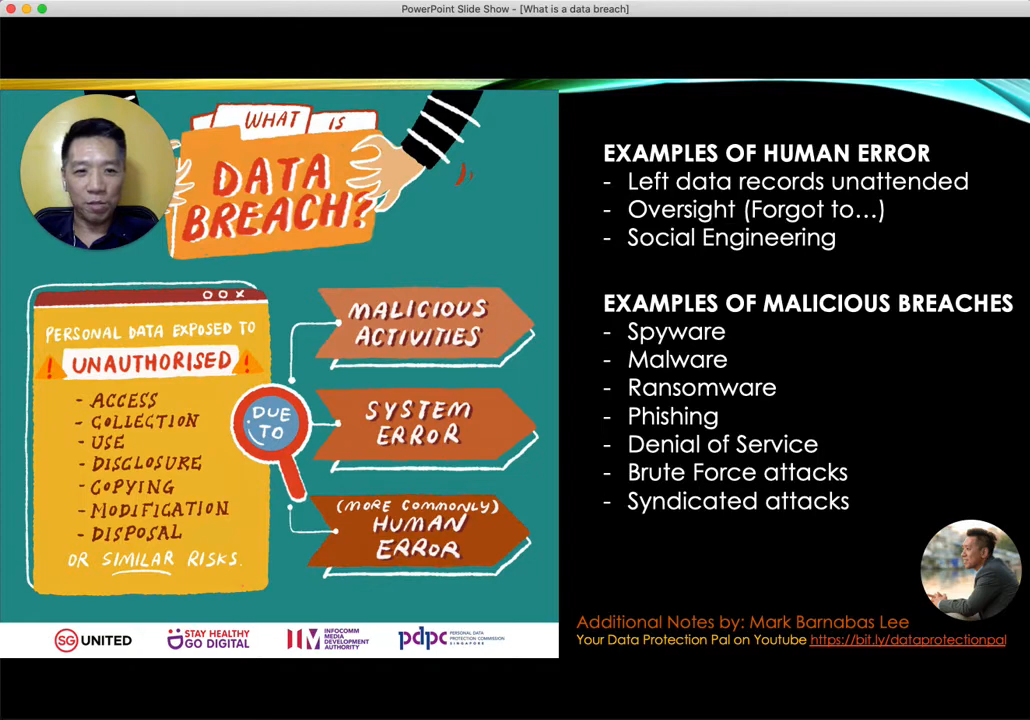 PowerPoint Slide Show - [What is a data breach]
WHAT IS
DATA
BREACH?
PERSONAL DATA EXPOSED TO
! UNAUTHORISED !
- ACCESS
- COLLECTION
- USE
- DISCLOSURE
- COPYING
- MODIFICATION
- DISPOSAL
OR SIMILAR RISKS.
DUE
TO
MALICIOUS
ACTIVITIES
SYSTEM
ERROR
(MORE COMMONLY)
HUMAN
ERROR
SG UNITED
STAY HEALTHY
GO DIGITAL
INFOCOMM
MEDIA
DEVELOPMENT
AUTHORITY
pdpc
PERSONAL DATA
PROTECTION COMMISSION
SINGAPORE
EXAMPLES OF HUMAN ERROR
- Left data records unattended
- Oversight (Forgot to…)
- Social Engineering
EXAMPLES OF MALICIOUS BREACHES
- Spyware
- Malware
- Ransomware
- Phishing
- Denial of Service
- Brute Force attacks
- Syndicated attacks
Additional Notes by: Mark Barnabas Lee
Your Data Protection Pal on Youtube https://bit.ly/dataprotectionpal